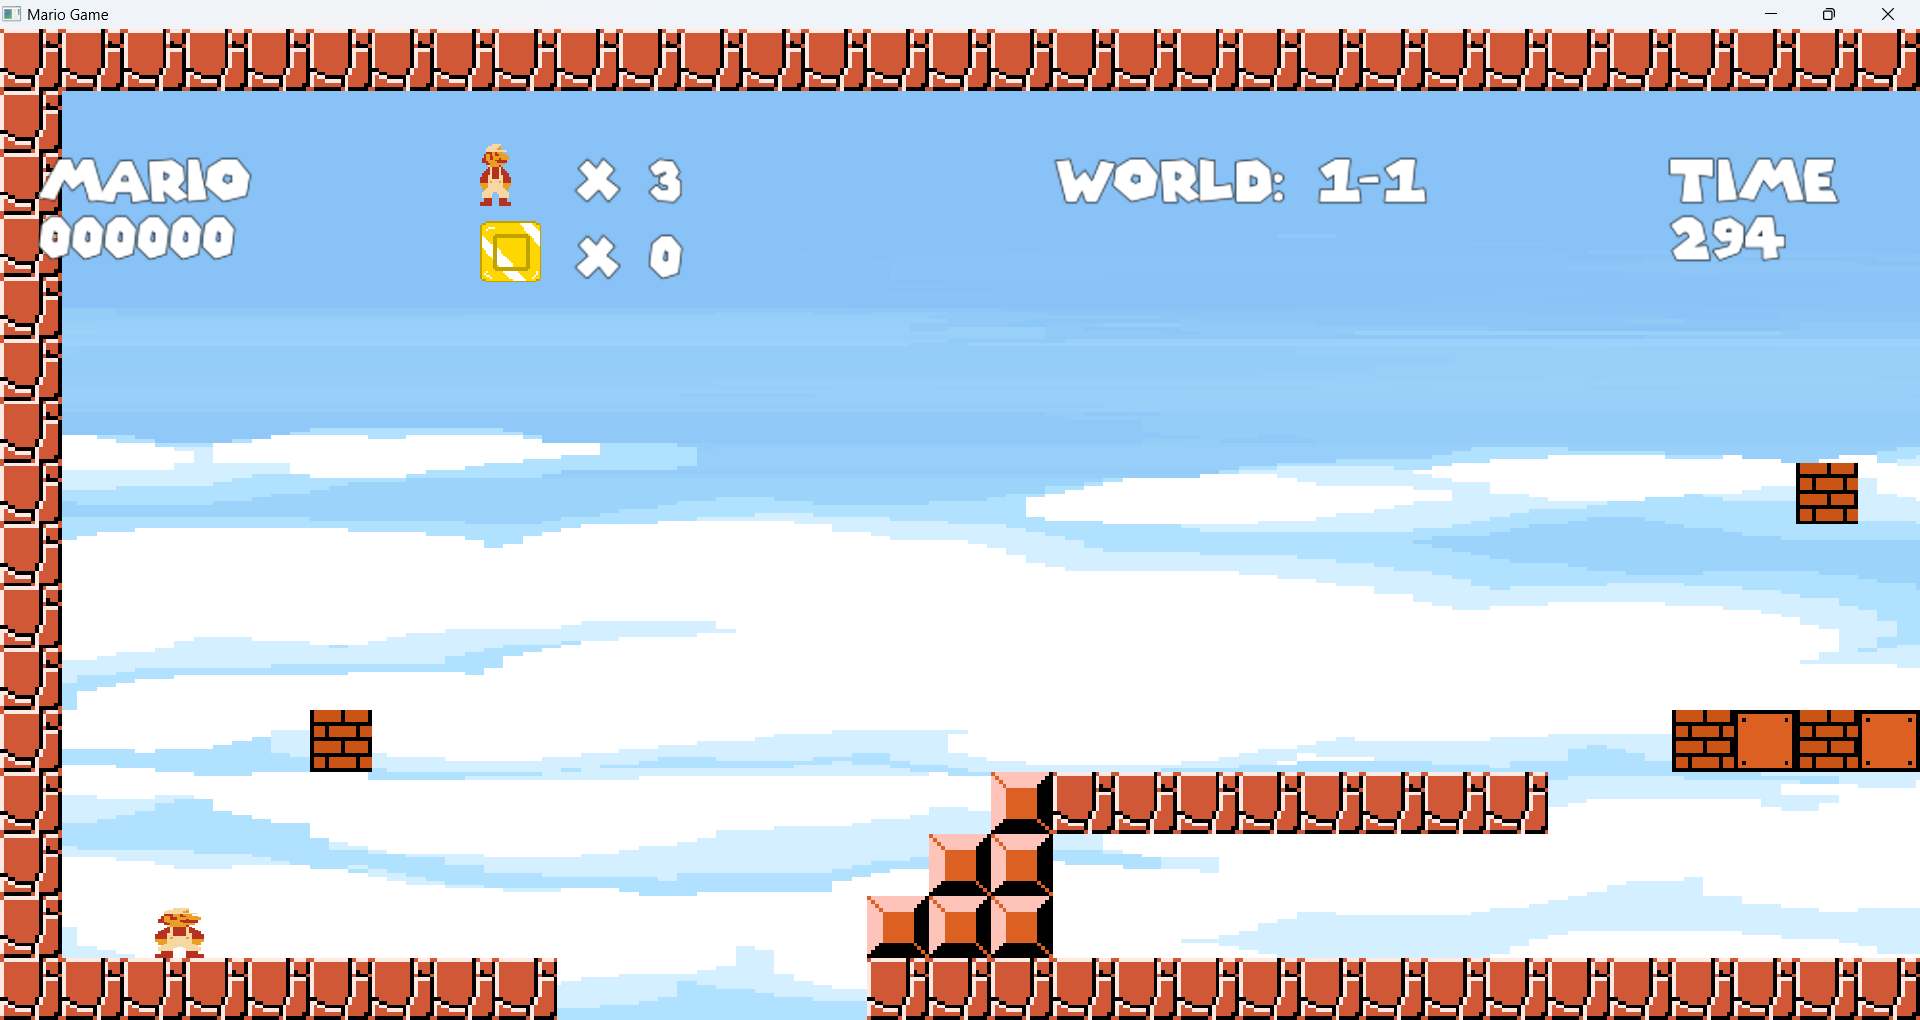 Mario Game
MARIO
000000
X 3
X 0
WORLD: 1-1
TIME
294